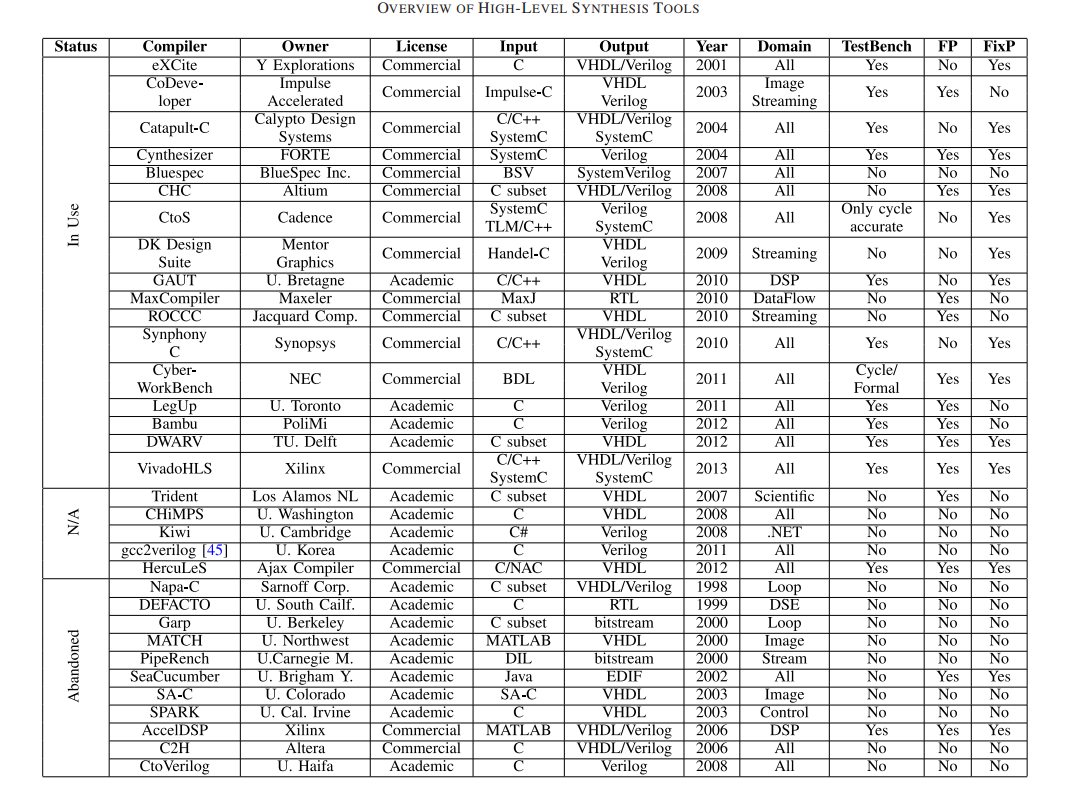 OVERVIEW OF HIGH-LEVEL SYNTHESIS TOOLS
Status Compiler Owner License Input Output Year Domain TestBench FP FixP
In Use
eXCite Y Explorations Commercial C VHDL/Verilog 2001 All Yes No Yes
CoDeve-
loper Impulse
Accelerated Commercial Impulse-C VHDL
Verilog 2003 Image
Streaming Yes Yes No
Catapult-C Calypto Design
Systems Commercial C/C++
SystemC VHDL/Verilog
SystemC 2004 All Yes No Yes
Cynthesizer FORTE Commercial SystemC Verilog 2004 All Yes Yes Yes
Bluespec BlueSpec Inc. Commercial BSV SystemVerilog 2007 All No No No
CHC Altium Commercial C subset VHDL/Verilog 2008 All No Yes Yes
CtoS Cadence Commercial SystemC
TLM/C++ Verilog
SystemC 2008 All Only cycle
accurate No Yes
DK Design
Suite Mentor
Graphics Commercial Handel-C VHDL
Verilog 2009 Streaming No No Yes
GAUT U. Bretagne Academic C/C++ VHDL 2010 DSP Yes No Yes
MaxCompiler Maxeler Commercial MaxJ RTL 2010 DataFlow No Yes No
ROCCC Jacquard Comp. Commercial C subset VHDL 2010 Streaming No Yes No
Synphony
C Synopsys Commercial C/C++ VHDL/Verilog
SystemC 2010 All Yes No Yes
Cyber-
WorkBench NEC Commercial BDL VHDL
Verilog 2011 All Cycle/
Formal Yes Yes
LegUp U. Toronto Academic C Verilog 2011 All Yes Yes No
Bambu PoliMi Academic C Verilog 2012 All Yes Yes No
DWARV TU. Delft Academic C subset VHDL 2012 All Yes Yes Yes
VivadoHLS Xilinx Commercial C/C++
SystemC VHDL/Verilog
SystemC 2013 All Yes Yes Yes
N/A
Trident Los Alamos NL Academic C subset VHDL 2007 Scientific No Yes No
CHiMPS U. Washington Academic C VHDL 2008 All No No No
Kiwi U. Cambridge Academic C# Verilog 2008 .NET No No No
gcc2verilog [45] U. Korea Academic C Verilog 2011 All No No No
HercuLeS Ajax Compiler Commercial C/NAC VHDL 2012 All Yes Yes Yes
Abandoned
Napa-C Sarnoff Corp. Academic C subset VHDL/Verilog 1998 Loop No No No
DEFACTO U. South Cailf. Academic C RTL 1999 DSE No No No
Garp U. Berkeley Academic C subset bitstream 2000 Loop No No No
MATCH U. Northwest Academic MATLAB VHDL 2000 Image No No No
PipeRench U.Carnegie M. Academic DIL bitstream 2000 Stream No No No
SeaCucumber U. Brigham Y. Academic Java EDIF 2002 All No Yes Yes
SA-C U. Colorado Academic SA-C VHDL 2003 Image No No No
SPARK U. Cal. Irvine Academic C VHDL 2003 Control No No No
AccelDSP Xilinx Commercial MATLAB VHDL/Verilog 2006 DSP Yes Yes Yes
C2H Altera Commercial C VHDL/Verilog 2006 All No No No
CtoVerilog U. Haifa Academic C Verilog 2008 All No No No